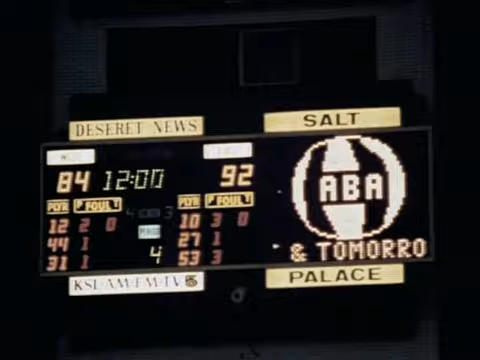 DESERET NEWS
SALT
84 12:00 92
PLYR P FOUL T PLYR P FOUL T
12 2 0 10 3 0
44 1 27 1
31 1 4 53 3
ABA
& TOMORRO
KSL/AM-FM-TV 5
PALACE